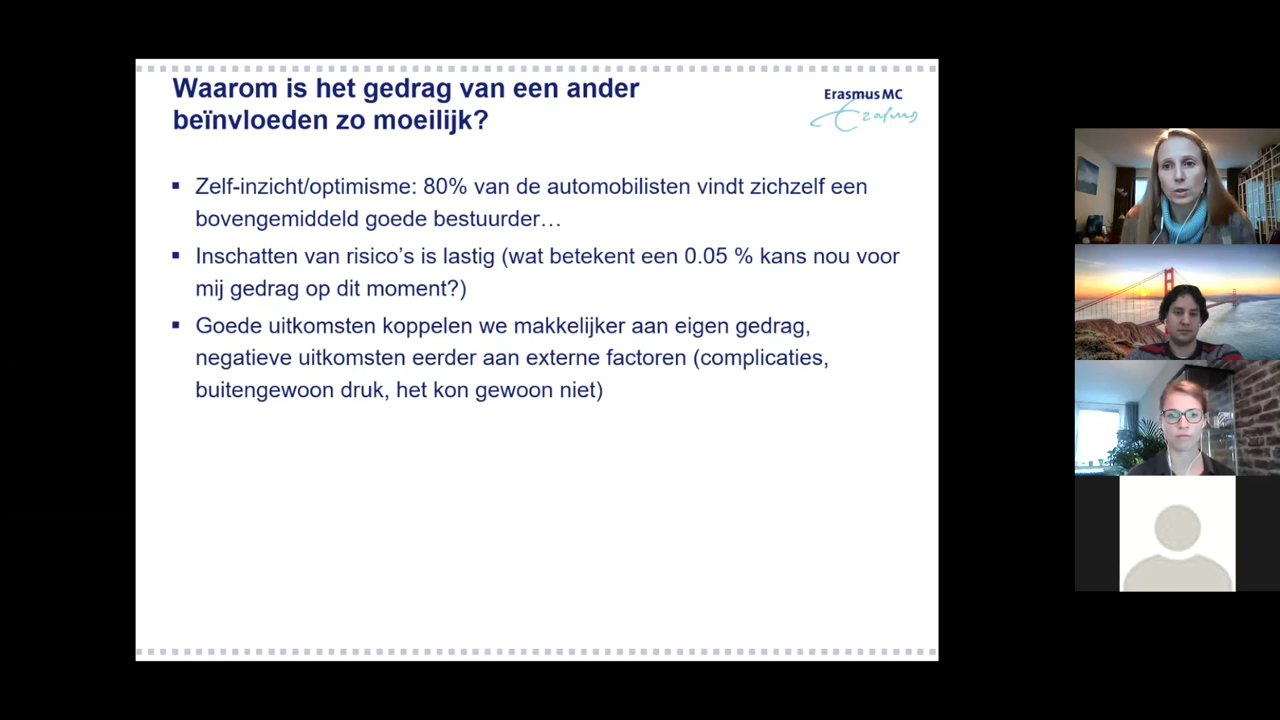 Waarom is het gedrag van een ander
beïnvloeden zo moeilijk?
Erasmus MC
Erasmus
▪ Zelf-inzicht/optimisme: 80% van de automobilisten vindt zichzelf een
bovengemiddeld goede bestuurder…
▪ Inschatten van risico’s is lastig (wat betekent een 0.05 % kans nou voor
mij gedrag op dit moment?)
▪ Goede uitkomsten koppelen we makkelijker aan eigen gedrag,
negatieve uitkomsten eerder aan externe factoren (complicaties,
buitengewoon druk, het kon gewoon niet)